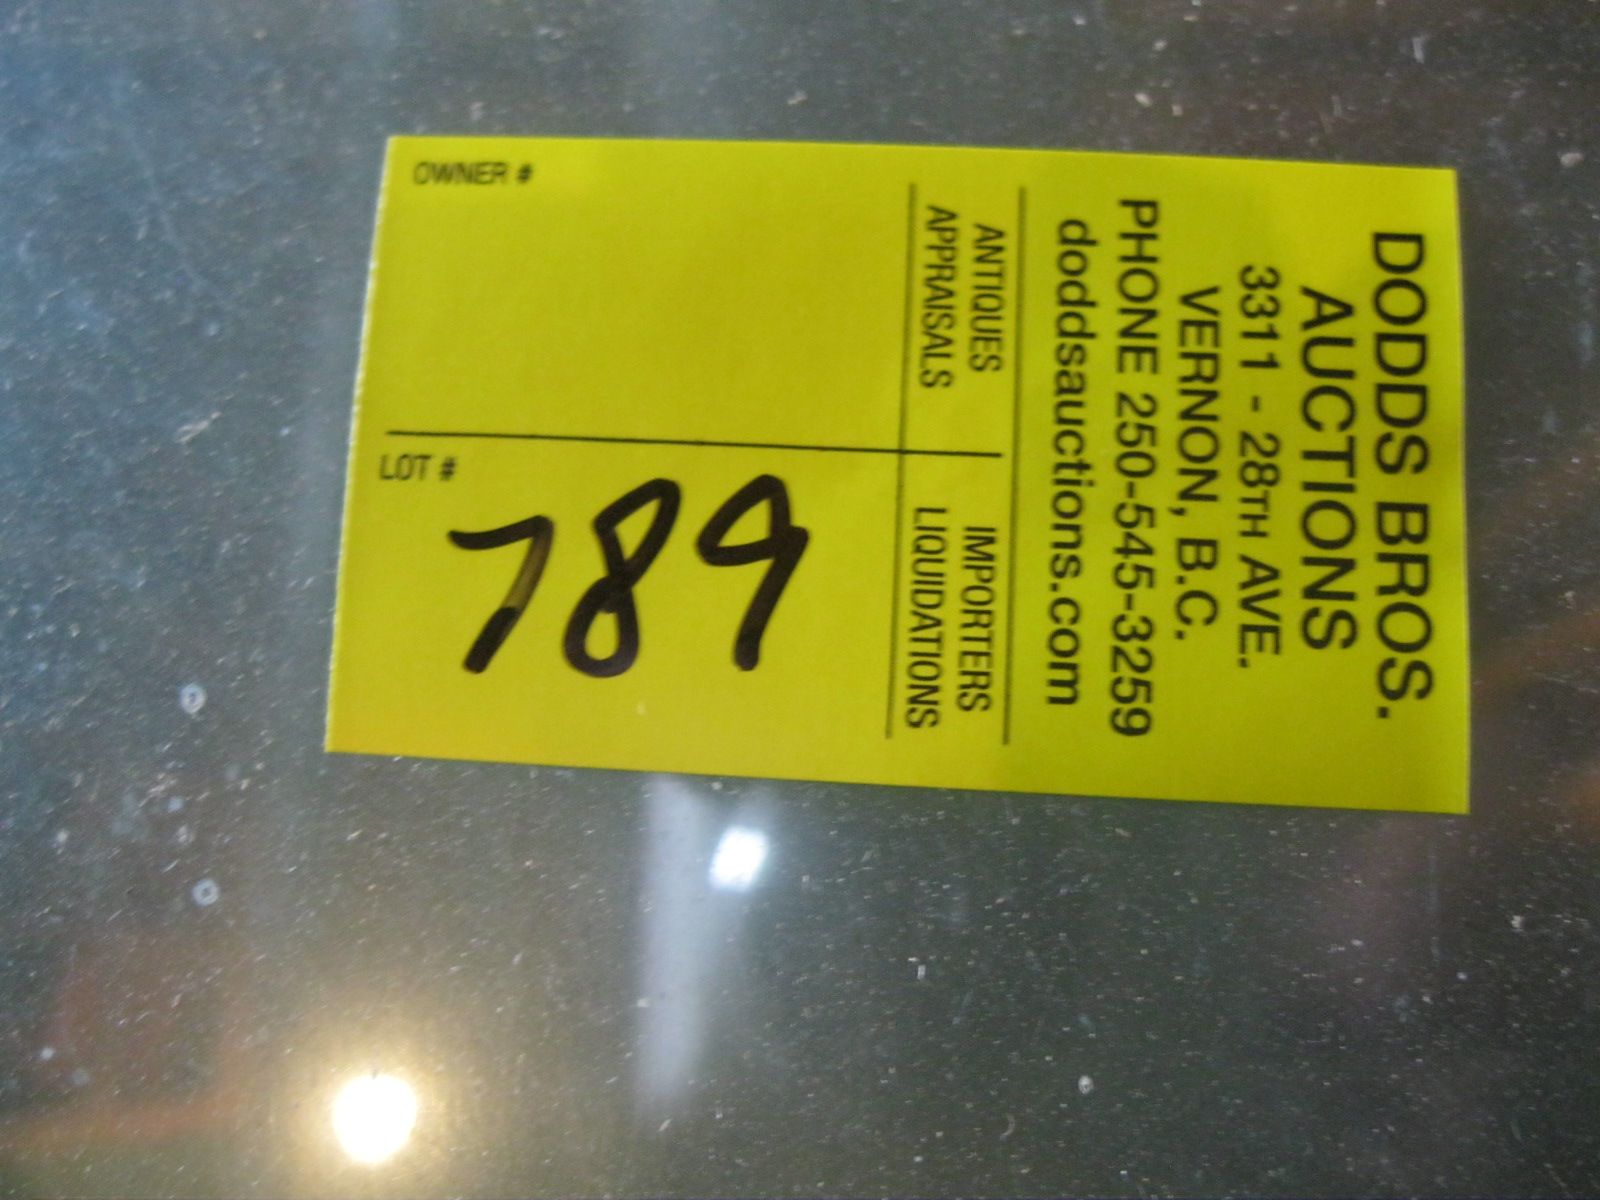 DODDS BROS.
AUCTIONS
3311 - 28TH AVE.
VERNON, B.C.
PHONE 250-545-3259
doddsauctions.com
ANTIQUES
APPRAISALS
IMPORTERS
LIQUIDATIONS
OWNER #
LOT #
789